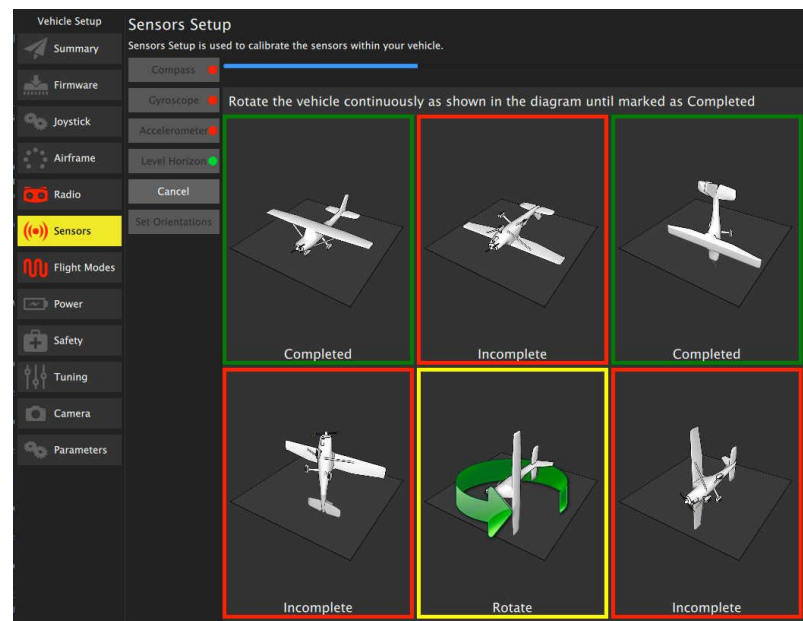 Vehicle Setup
Summary
Firmware
Joystick
Airframe
Radio
Sensors
Flight Modes
Power
Safety
Tuning
Camera
Parameters
Sensors Setup
Sensors Setup is used to calibrate the sensors within your vehicle.
Compass
Gyroscope
Accelerometer
Level Horizon
Cancel
Set Orientations
Rotate the vehicle continuously as shown in the diagram until marked as Completed
Completed
Incomplete
Completed
Incomplete
Rotate
Incomplete